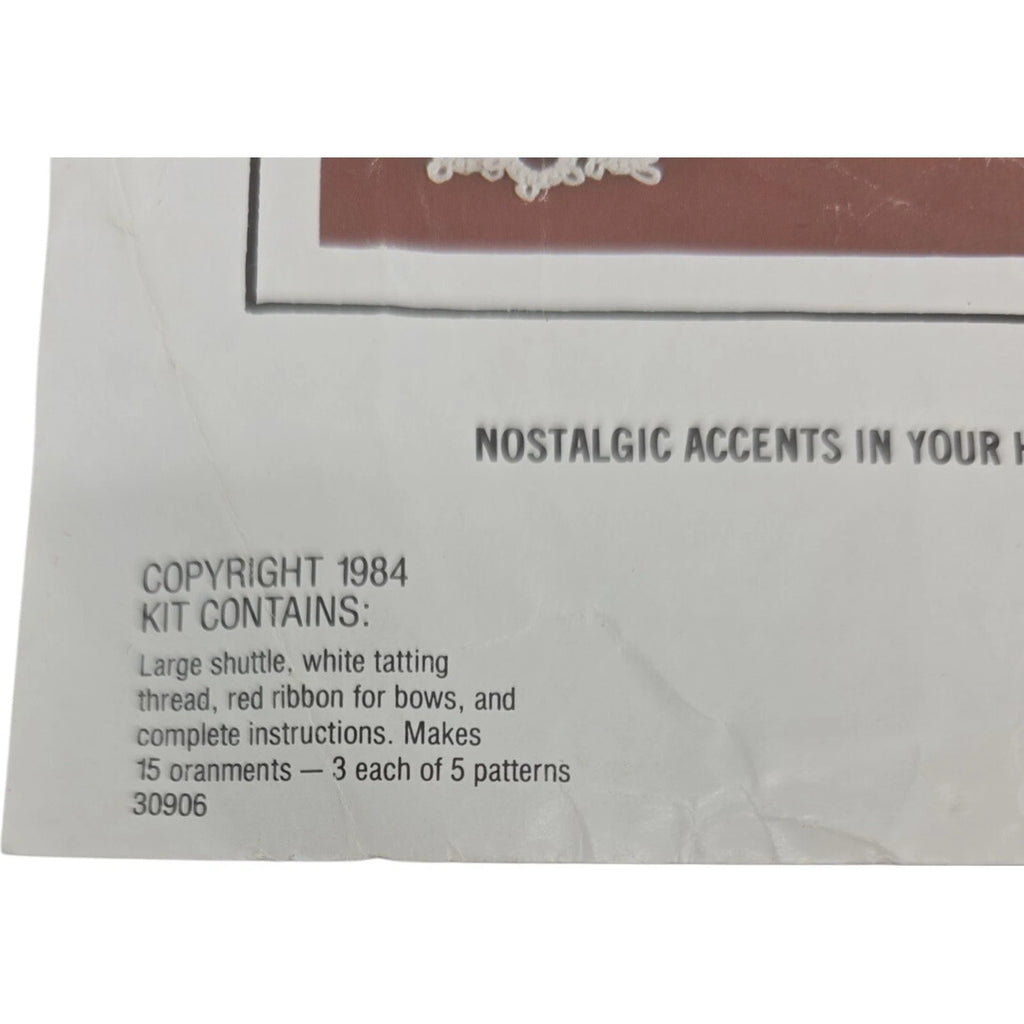 NOSTALGIC ACCENTS IN YOUR
COPYRIGHT 1984
KIT CONTAINS:
Large shuttle, white tatting
thread, red ribbon for bows, and
complete instructions. Makes
15 oranments — 3 each of 5 patterns
30906